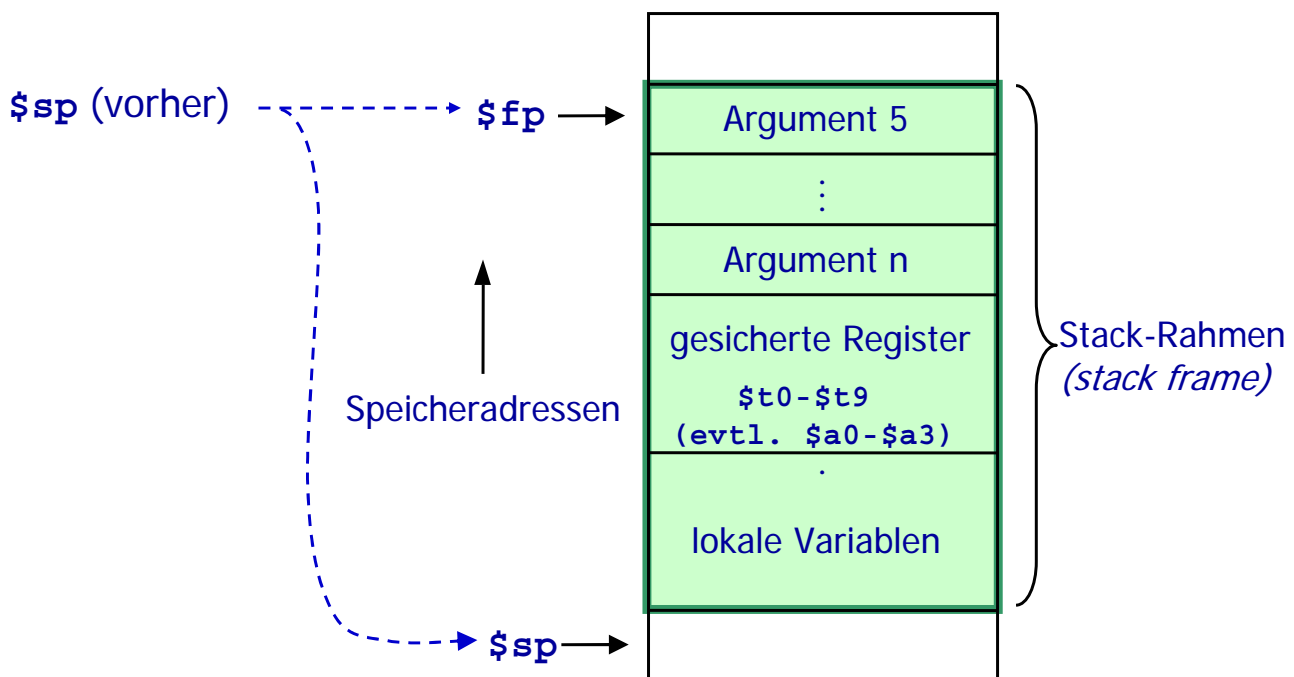 $sp (vorher)
$fp
Argument 5
Argument n
gesicherte Register
$t0-$t9
(evtl. $a0-$a3)
lokale Variablen
Stack-Rahmen
(stack frame)
Speicheradressen
$sp